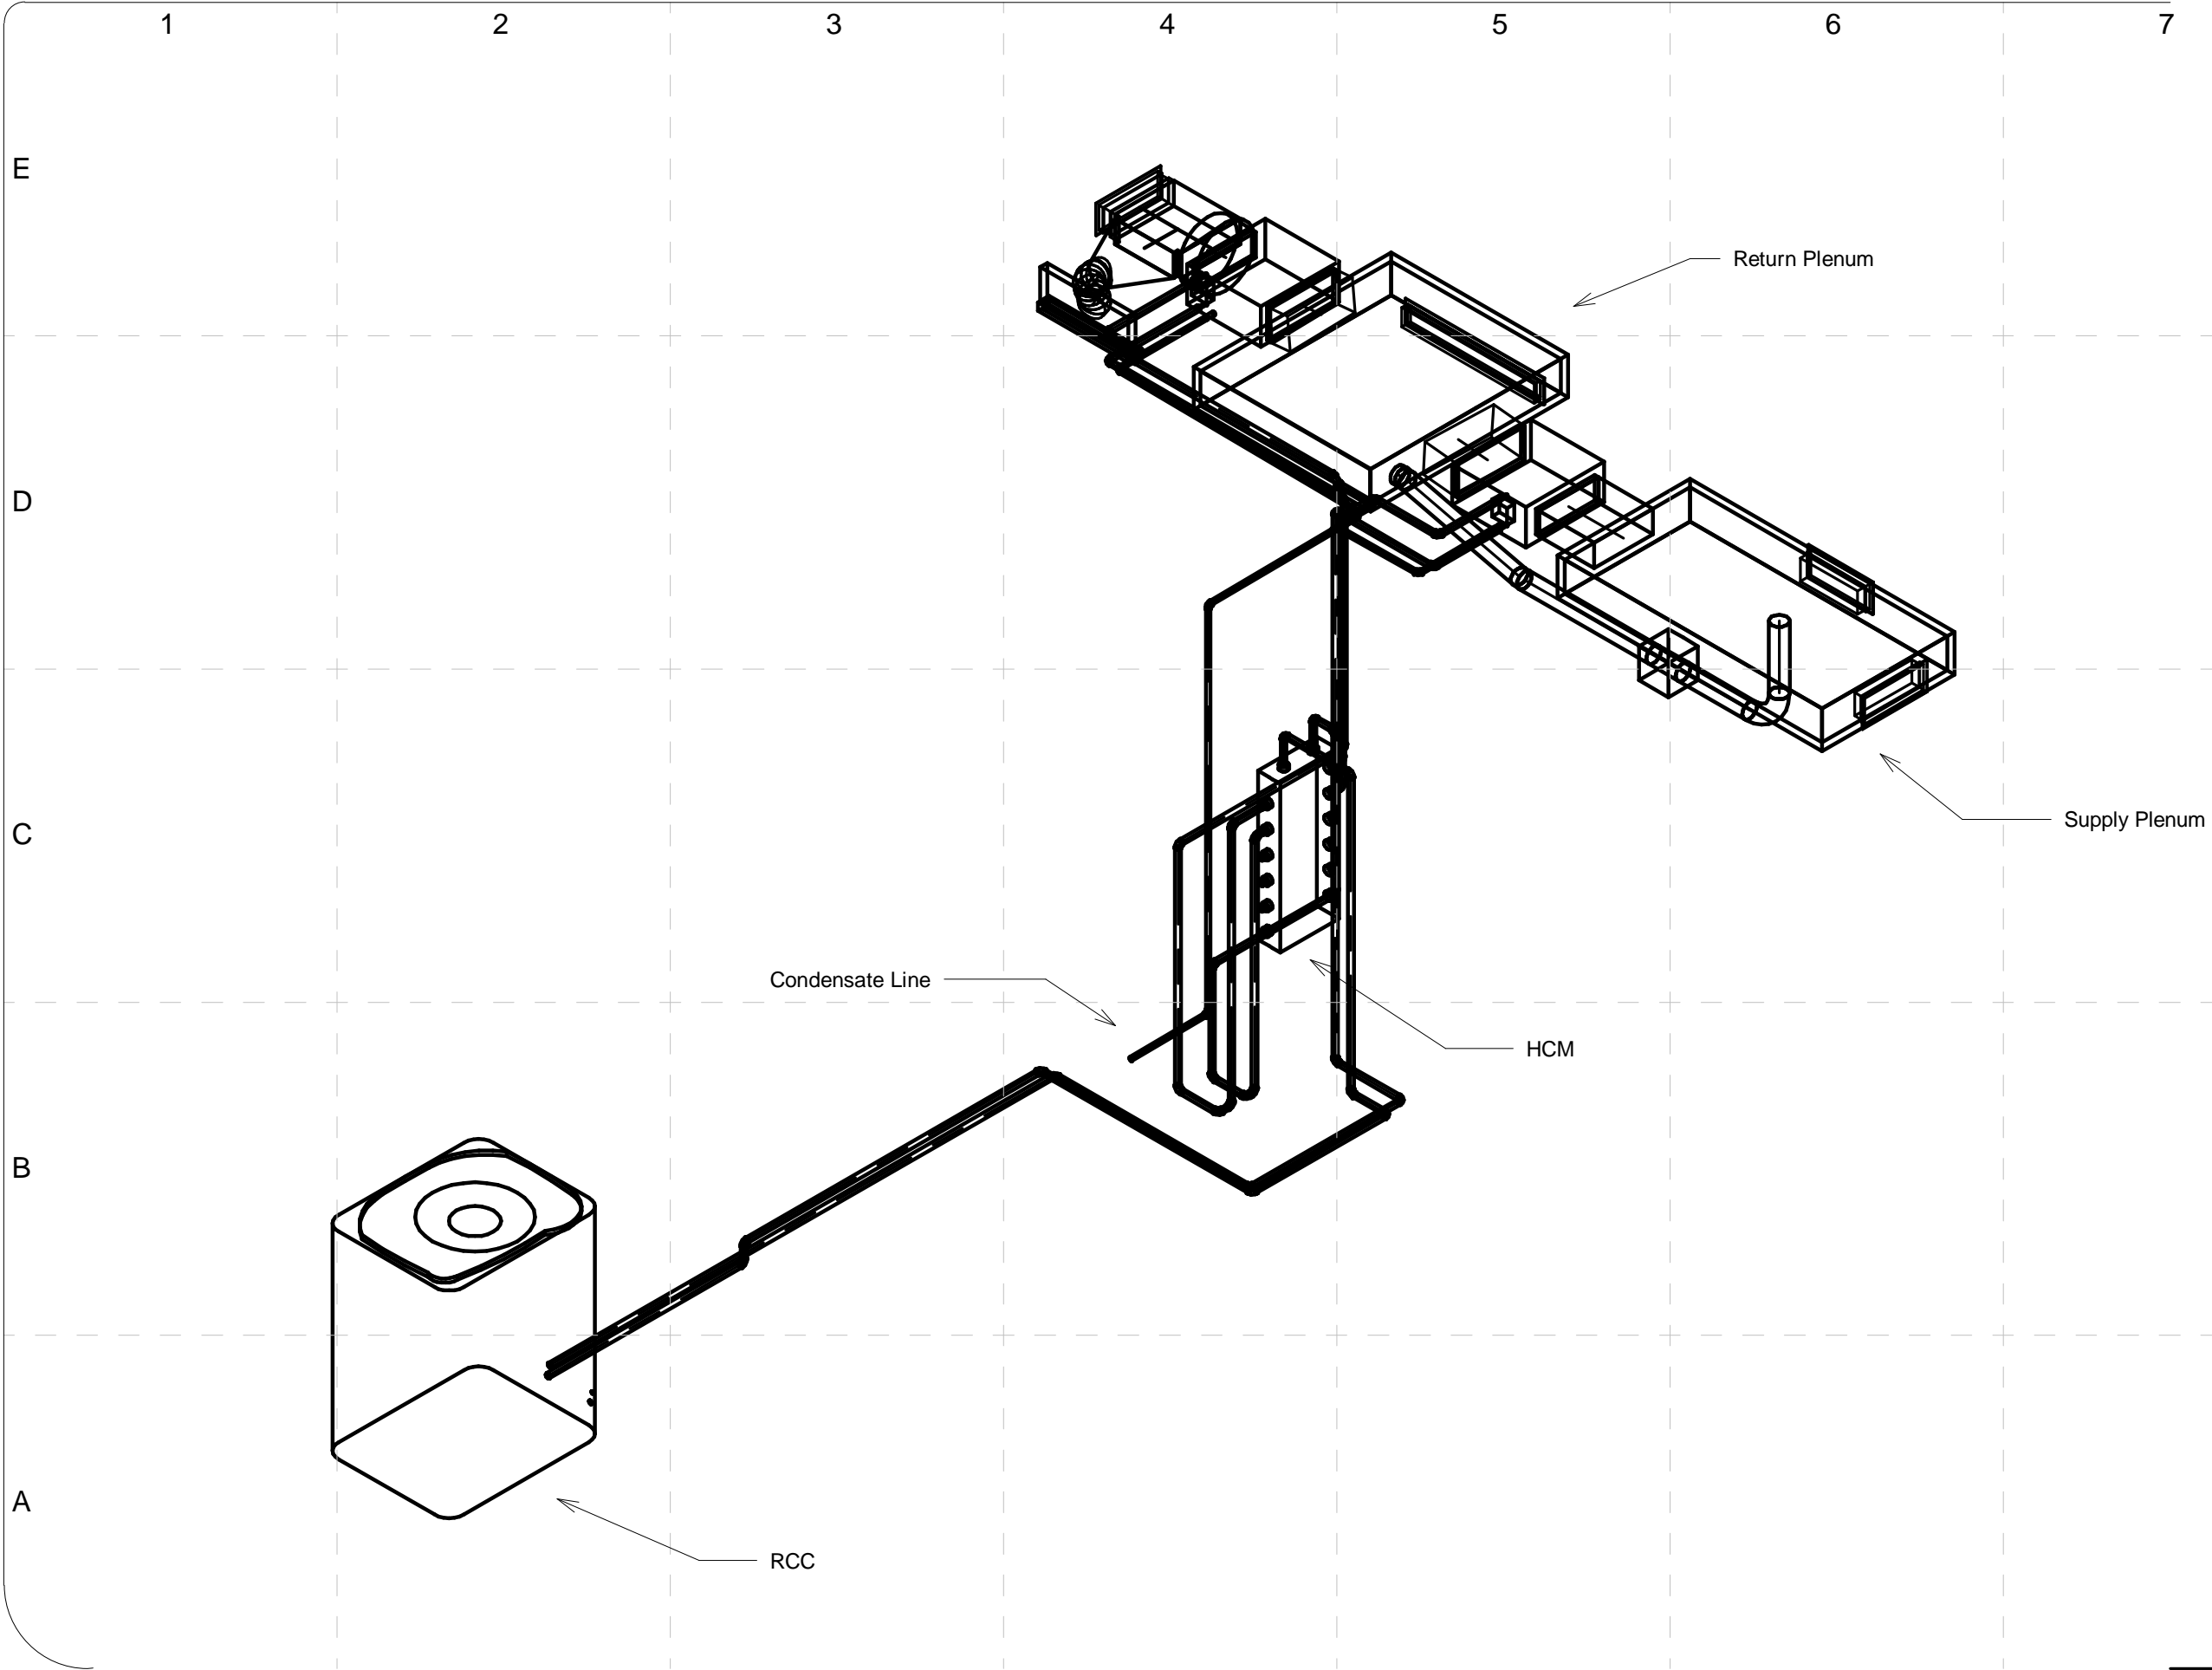 1 2 3 4 5 6 7
E
Return Plenum
D
C
Supply Plenum
Condensate Line
HCM
B
A
RCC